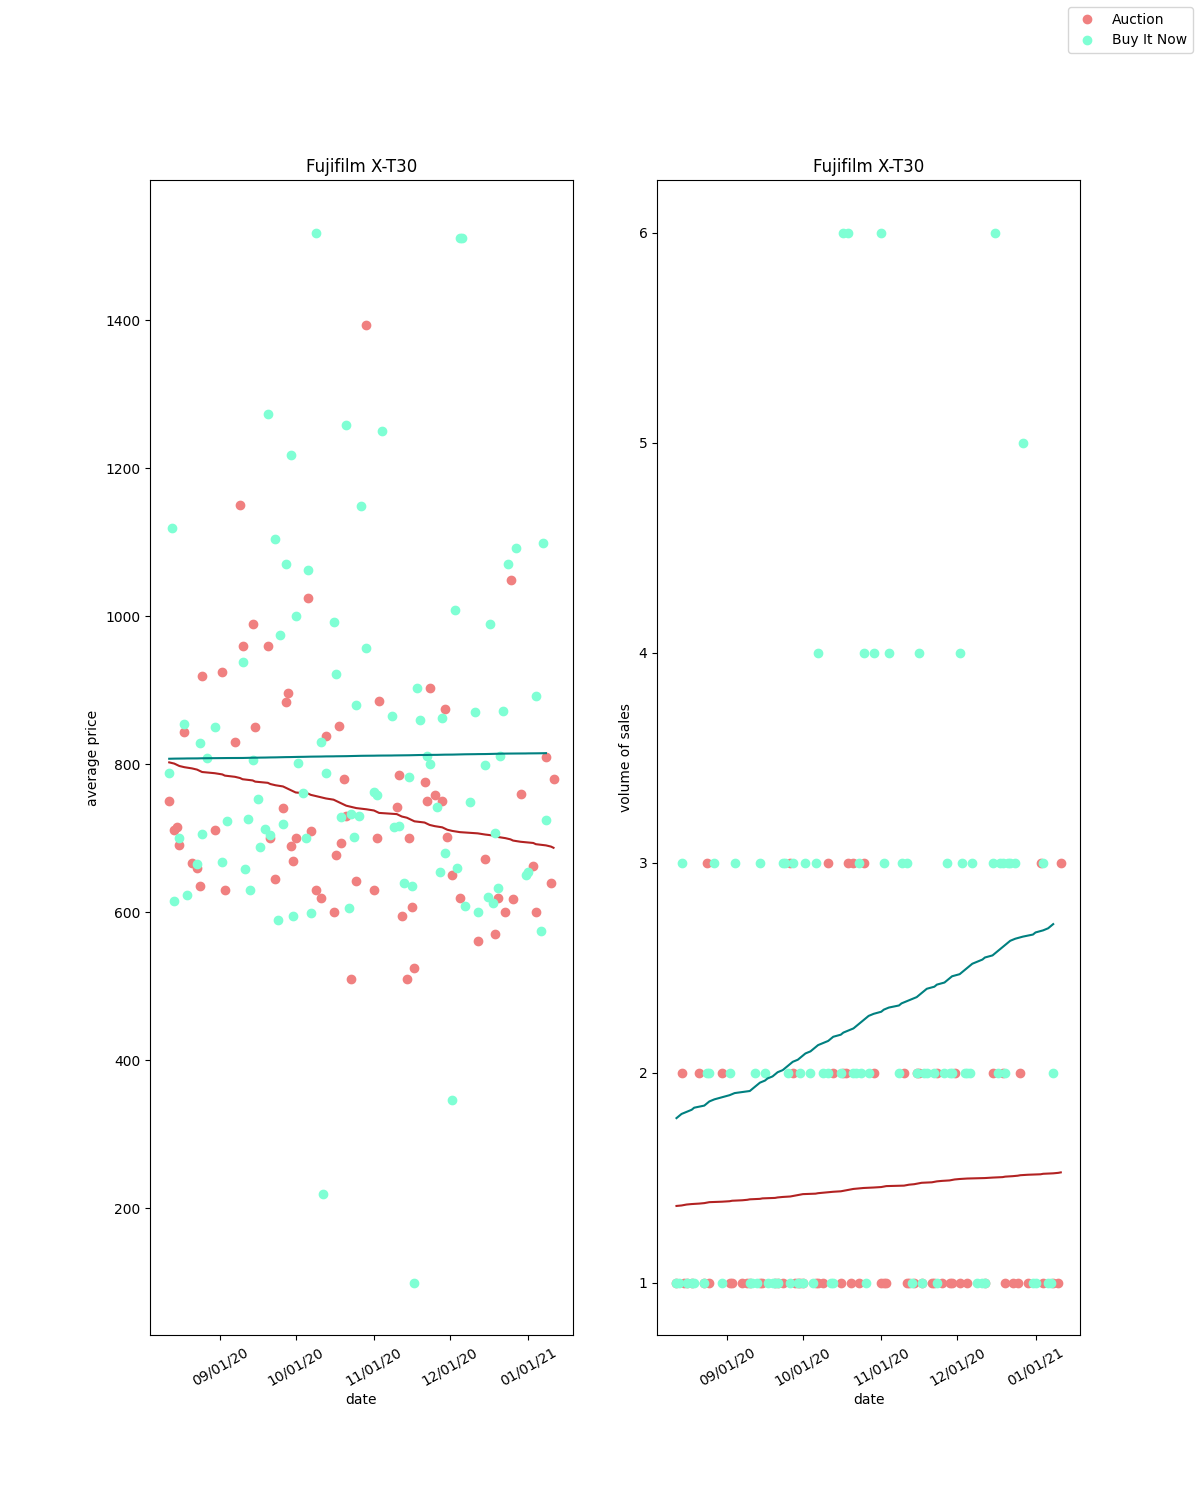 Auction
Buy It Now
Fujifilm X-T30
average price
1400
1200
1000
800
600
400
200
09/01/20
10/01/20
11/01/20
12/01/20
01/01/21
date
Fujifilm X-T30
volume of sales
6
5
4
3
2
1
09/01/20
10/01/20
11/01/20
12/01/20
01/01/21
date